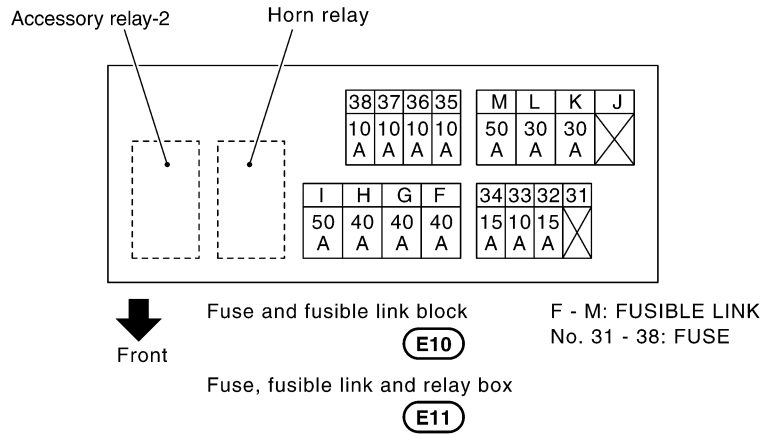 Accessory relay-2 Horn relay
38 37 36 35 M L K J
10 A 10 A 10 A 10 A 50 A 30 A 30 A
I H G F 34 33 32 31
50 A 40 A 40 A 40 A 15 A 10 A 15 A
Front
Fuse and fusible link block
E10
Fuse, fusible link and relay box
E11
F - M: FUSIBLE LINK
No. 31 - 38: FUSE